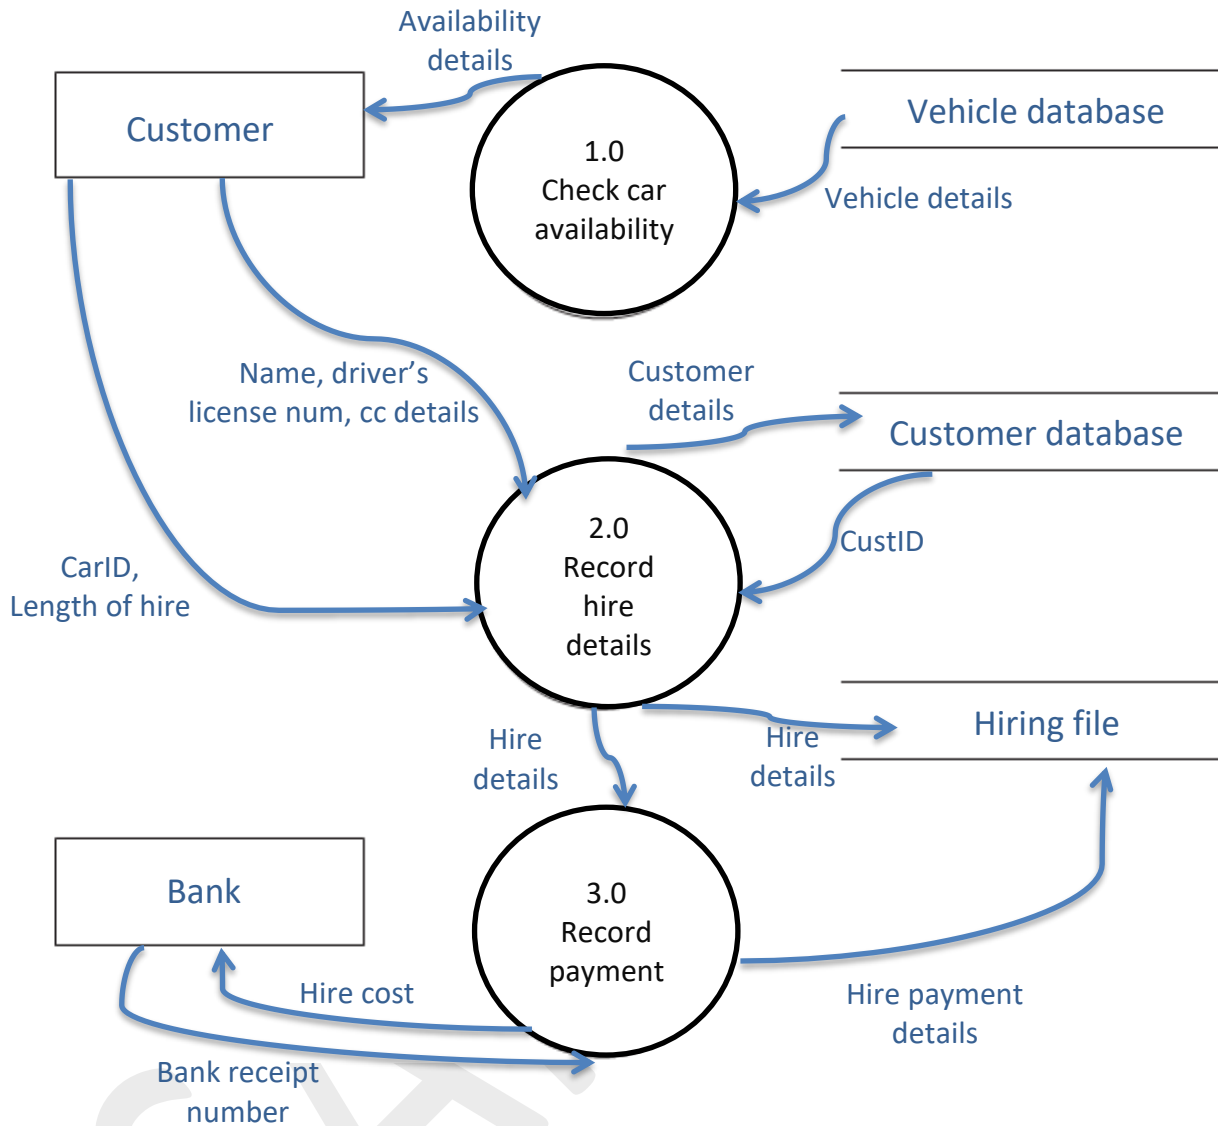 Availability
details
Customer
Vehicle database
1.0
Check car
availability
Vehicle details
Name, driver’s
license num, cc details
Customer
details
Customer database
2.0
Record
hire
details
CustID
CarID,
Length of hire
Hire
details
Hire
details
Hiring file
Bank
3.0
Record
payment
Hire cost
Hire payment
details
Bank receipt
number